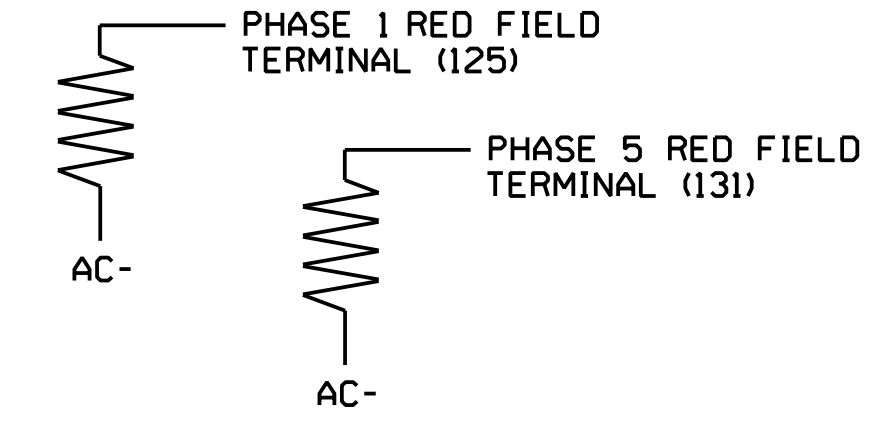 PHASE 1 RED FIELD
TERMINAL (125)
AC-
PHASE 5 RED FIELD
TERMINAL (131)
AC-